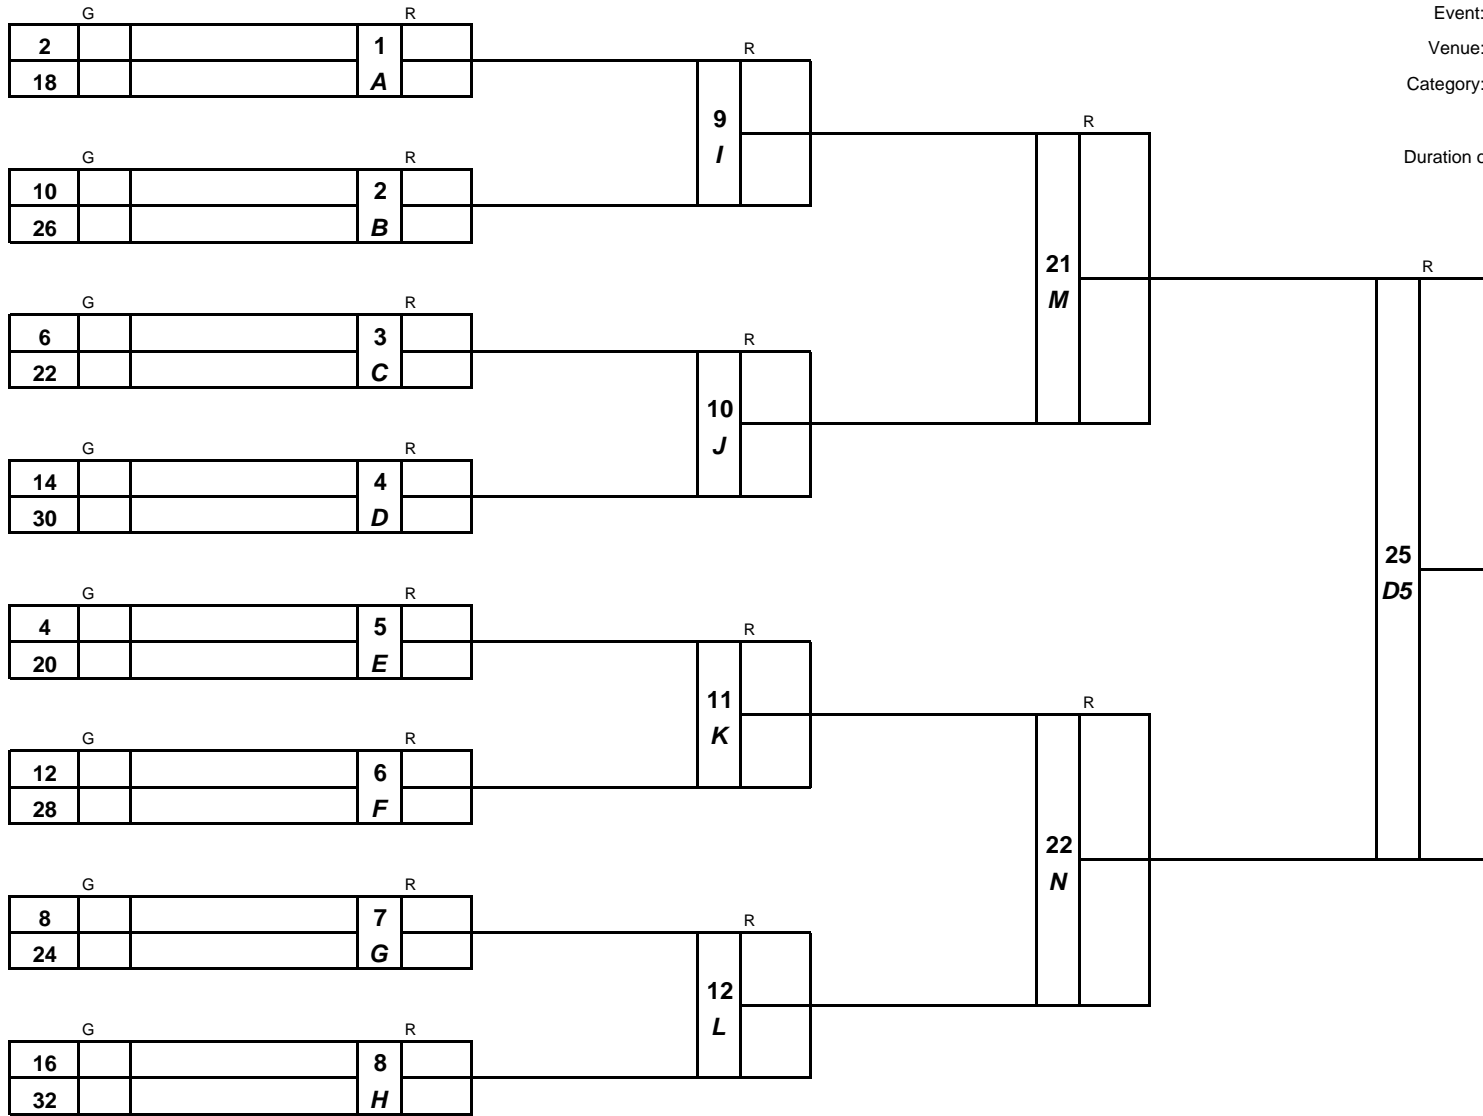 G R Event:
2 1 R Venue:
18 A Category:
9 R
G R I Duration o
10 2
26 B
21 R
G R M
6 3 R
22 C
10
G R J
14 4
30 D
25
G R D5
4 5 R
20 E
11 R
G R K
12 6
28 F
22
G R N
8 7 R
24 G
12
G R L
16 8
32 H